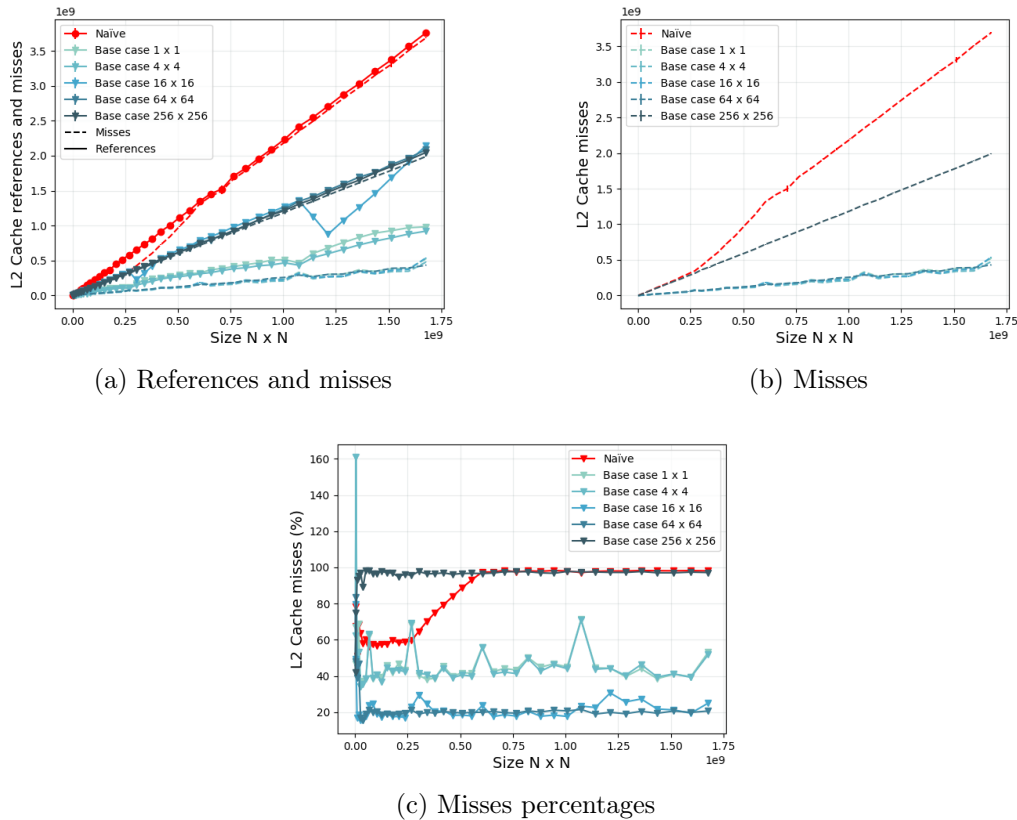 1e9
L2 Cache references and misses
3.5
3.0
2.5
2.0
1.5
1.0
0.5
0.0
Naïve
Base case 1 x 1
Base case 4 x 4
Base case 16 x 16
Base case 64 x 64
Base case 256 x 256
Misses
References
0.00 0.25 0.50 0.75 1.00 1.25 1.50 1.75
1e9
Size N x N
(a) References and misses
1e9
L2 Cache misses
3.5
3.0
2.5
2.0
1.5
1.0
0.5
0.0
Naïve
Base case 1 x 1
Base case 4 x 4
Base case 16 x 16
Base case 64 x 64
Base case 256 x 256
0.00 0.25 0.50 0.75 1.00 1.25 1.50 1.75
1e9
Size N x N
(b) Misses
L2 Cache misses (%)
160
140
120
100
80
60
40
20
Naïve
Base case 1 x 1
Base case 4 x 4
Base case 16 x 16
Base case 64 x 64
Base case 256 x 256
0.00 0.25 0.50 0.75 1.00 1.25 1.50 1.75
1e9
Size N x N
(c) Misses percentages